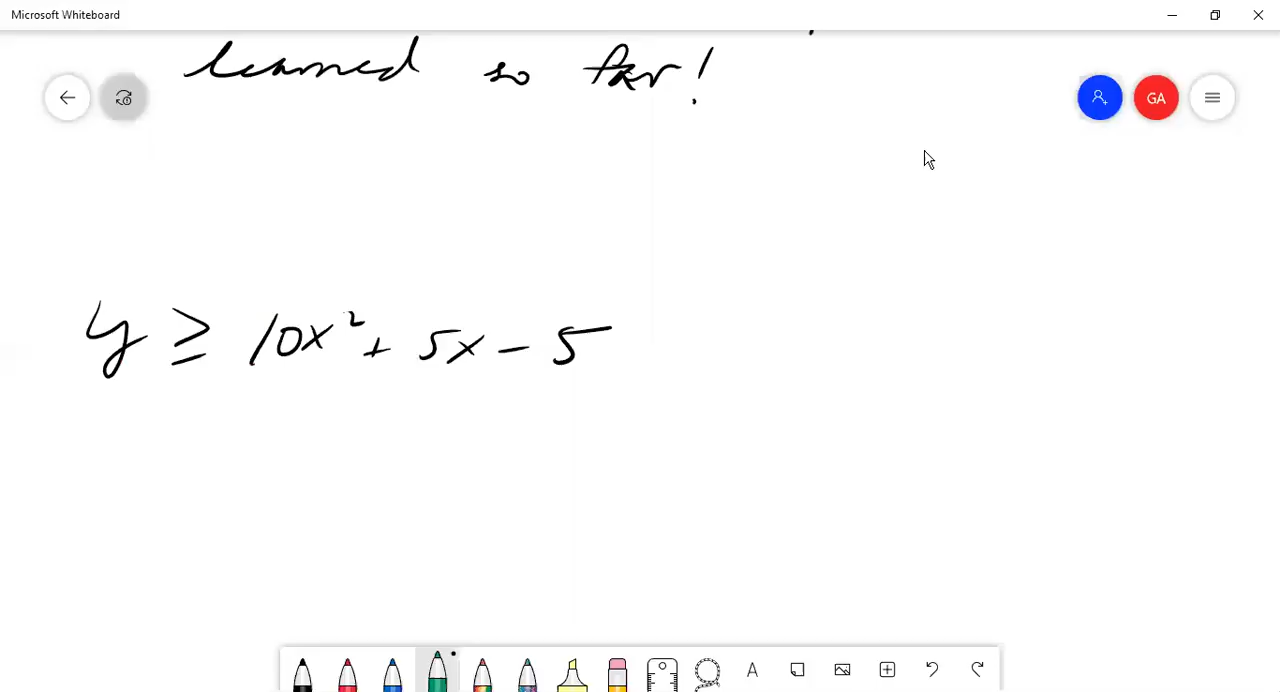 Microsoft Whiteboard
learned so far!
GA
y ≥ 10x² + 5x - 5
A